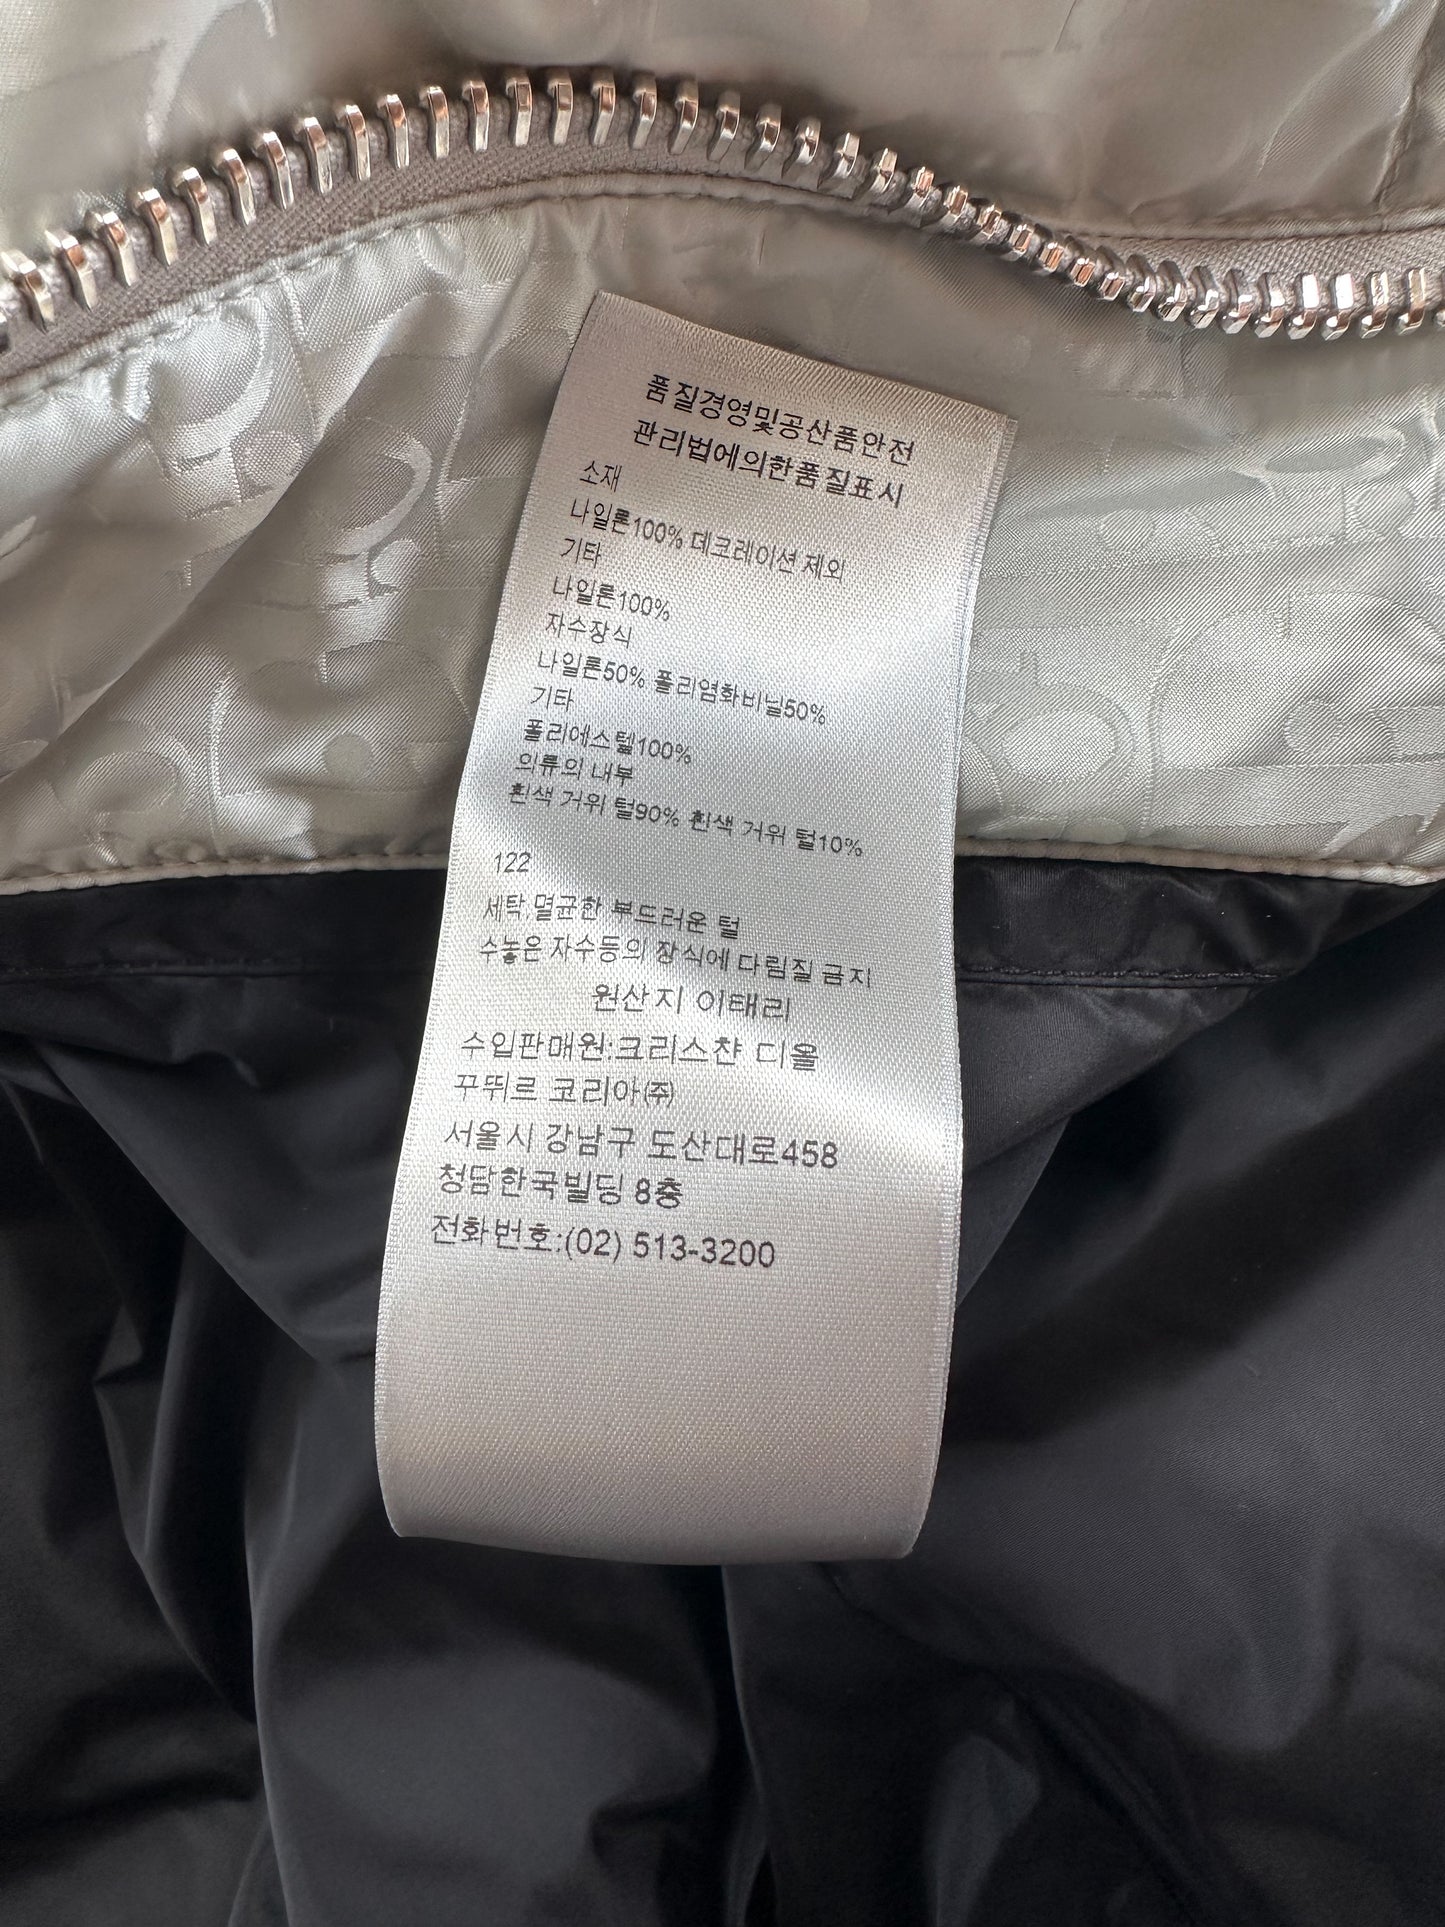 품질경영및공산품안전
관리법에의한품질표시
소재
나일론100% 데코레이션 제외
기타
나일론100%
자수장식
나일론50% 폴리염화비닐50%
기타
폴리에스텔100%
의류의 내부
흰색 거위 털90% 흰색 거위 털10%
122
세탁 멸균한 부드러운 털
수놓은 자수등의 장식에 다림질 금지
원산지 이태리
수입판매원:크리스챤 디올
꾸뛰르 코리아㈜
서울시 강남구 도산대로458
청담한국빌딩 8층
전화번호:(02) 513-3200